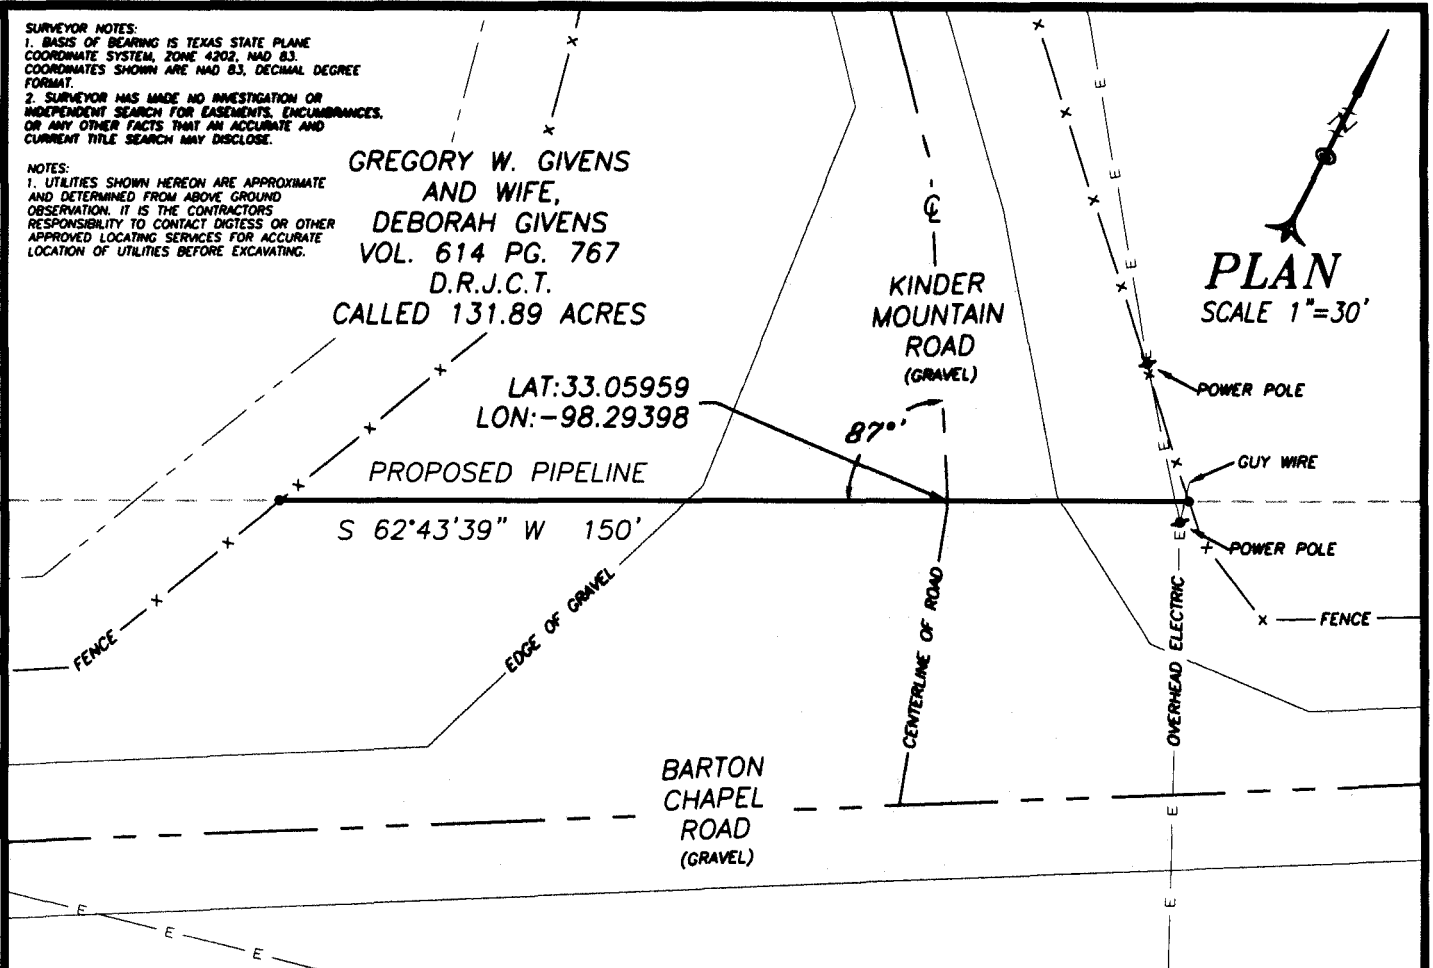 SURVEYOR NOTES:
1. BASIS OF BEARING IS TEXAS STATE PLANE
COORDINATE SYSTEM, ZONE 4202, NAD 83.
COORDINATES SHOWN ARE NAD 83, DECIMAL DEGREE
FORMAT.
2. SURVEYOR HAS MADE NO INVESTIGATION OR
INDEPENDENT SEARCH FOR EASEMENTS, ENCUMBRANCES,
OR ANY OTHER FACTS THAT AN ACCURATE AND
CURRENT TITLE SEARCH MAY DISCLOSE.
NOTES:
1. UTILITIES SHOWN HEREON ARE APPROXIMATE
AND DETERMINED FROM ABOVE GROUND
OBSERVATION. IT IS THE CONTRACTORS
RESPONSIBILITY TO CONTACT DIGTESS OR OTHER
APPROVED LOCATING SERVICES FOR ACCURATE
LOCATION OF UTILITIES BEFORE EXCAVATING.
GREGORY W. GIVENS
AND WIFE,
DEBORAH GIVENS
VOL. 614 PG. 767
D.R.J.C.T.
CALLED 131.89 ACRES
KINDER
MOUNTAIN
ROAD
(GRAVEL)
N
PLAN
SCALE 1"=30'
LAT:33.05959
LON:-98.29398
87°'
POWER POLE
GUY WIRE
PROPOSED PIPELINE
S 62°43'39" W 150'
POWER POLE
FENCE
EDGE OF GRAVEL
CENTERLINE OF ROAD
OVERHEAD ELECTRIC
FENCE
BARTON
CHAPEL
ROAD
(GRAVEL)
E
E
E
E
E
E
E
E
E
E
E
E